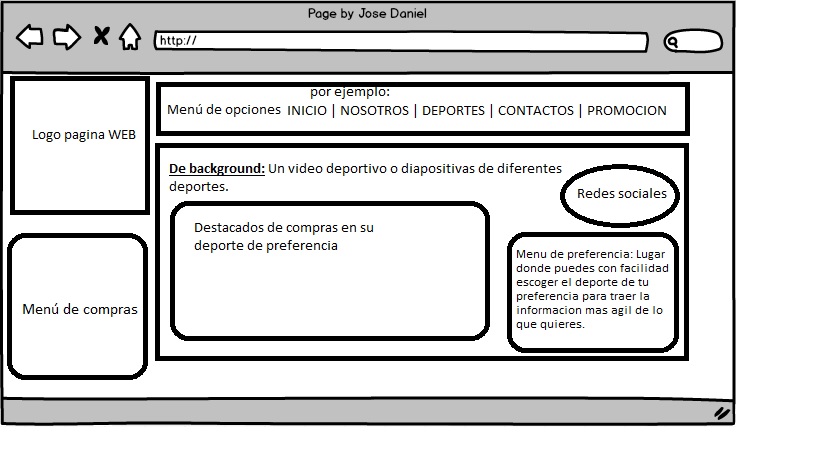 Page by Jose Daniel
http://
Logo pagina WEB
por ejemplo:
Menú de opciones INICIO | NOSOTROS | DEPORTES | CONTACTOS | PROMOCION
De background: Un video deportivo o diapositivas de diferentes
deportes.
Redes sociales
Destacados de compras en su
deporte de preferencia
Menu de preferencia: Lugar
donde puedes con facilidad
escoger el deporte de tu
preferencia para traer la
informacion mas agil de lo
que quieres.
Menú de compras